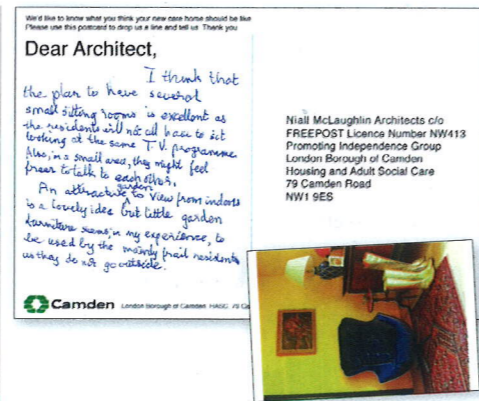 We'd like to know what you think your new care home should be like
Please use this postcard to drop us a line and tell us. Thank you
Dear Architect,
I think that
the plan to have several
small sitting rooms is excellent as
the residents will not all have to sit
looking at the same T.V. programme
Also, in a small area, they might feel
freer to talk to each other.
An attractive garden to view from indoors
is a lovely idea but little garden
furniture seems, in my experience, to
be used by the mainly frail residents
as they do not go outside.
Camden London Borough of Camden HASC 79
Niall McLaughlin Architects c/o
FREEPOST Licence Number NW413
Promoting Independence Group
London Borough of Camden
Housing and Adult Social Care
79 Camden Road
NW1 9ES